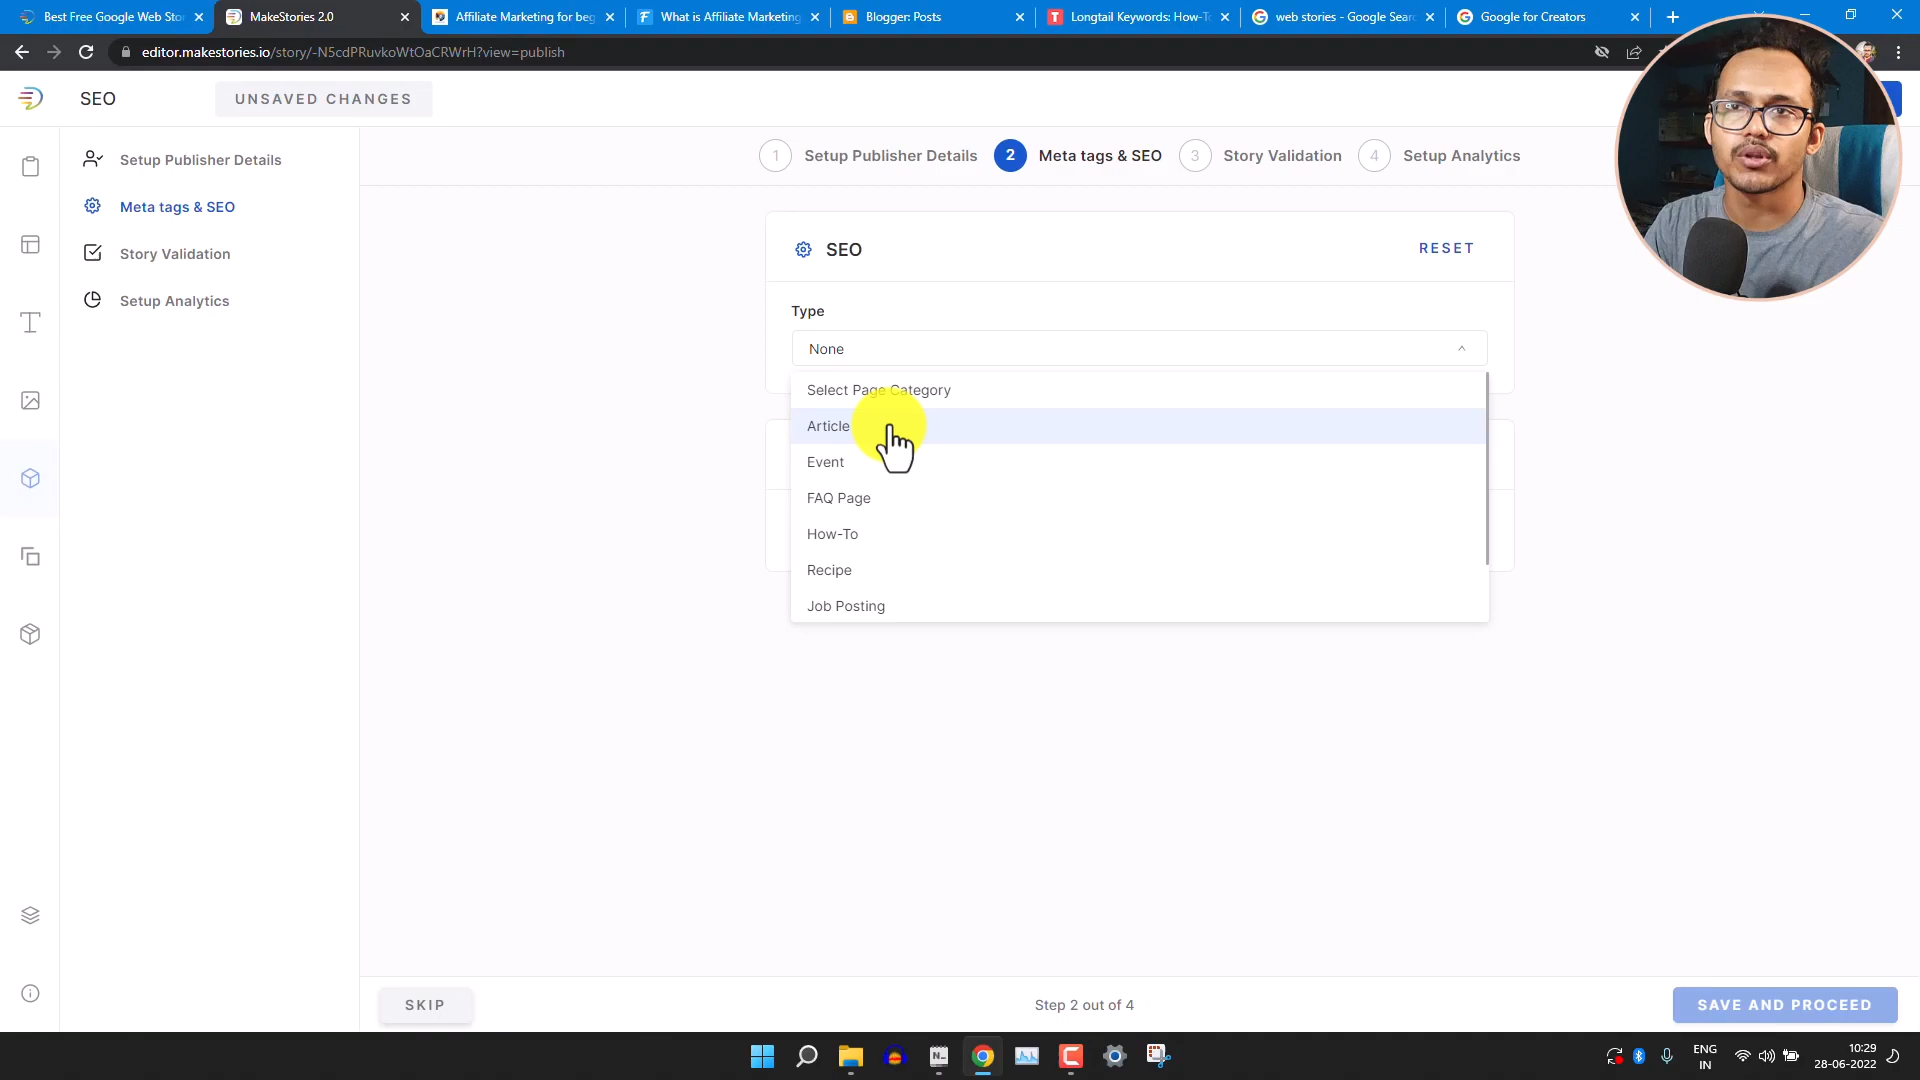 Best Free Google Web Sto
MakeStories 2.0
Affiliate Marketing for beg
What is Affiliate Marketing
Blogger: Posts
Longtail Keywords: How-To
web stories - Google Sear
Google for Creators
editor.makestories.io/story/-N5cdPRuvkoWtOaCRWrH?view=publish
SEO
UNSAVED CHANGES
Setup Publisher Details
Meta tags & SEO
Story Validation
Setup Analytics
1 Setup Publisher Details
2 Meta tags & SEO
3 Story Validation
4 Setup Analytics
SEO
RESET
Type
None
Select Page Category
Article
Event
FAQ Page
How-To
Recipe
Job Posting
SKIP
Step 2 out of 4
SAVE AND PROCEED
ENG
IN
10:29
28-06-2022